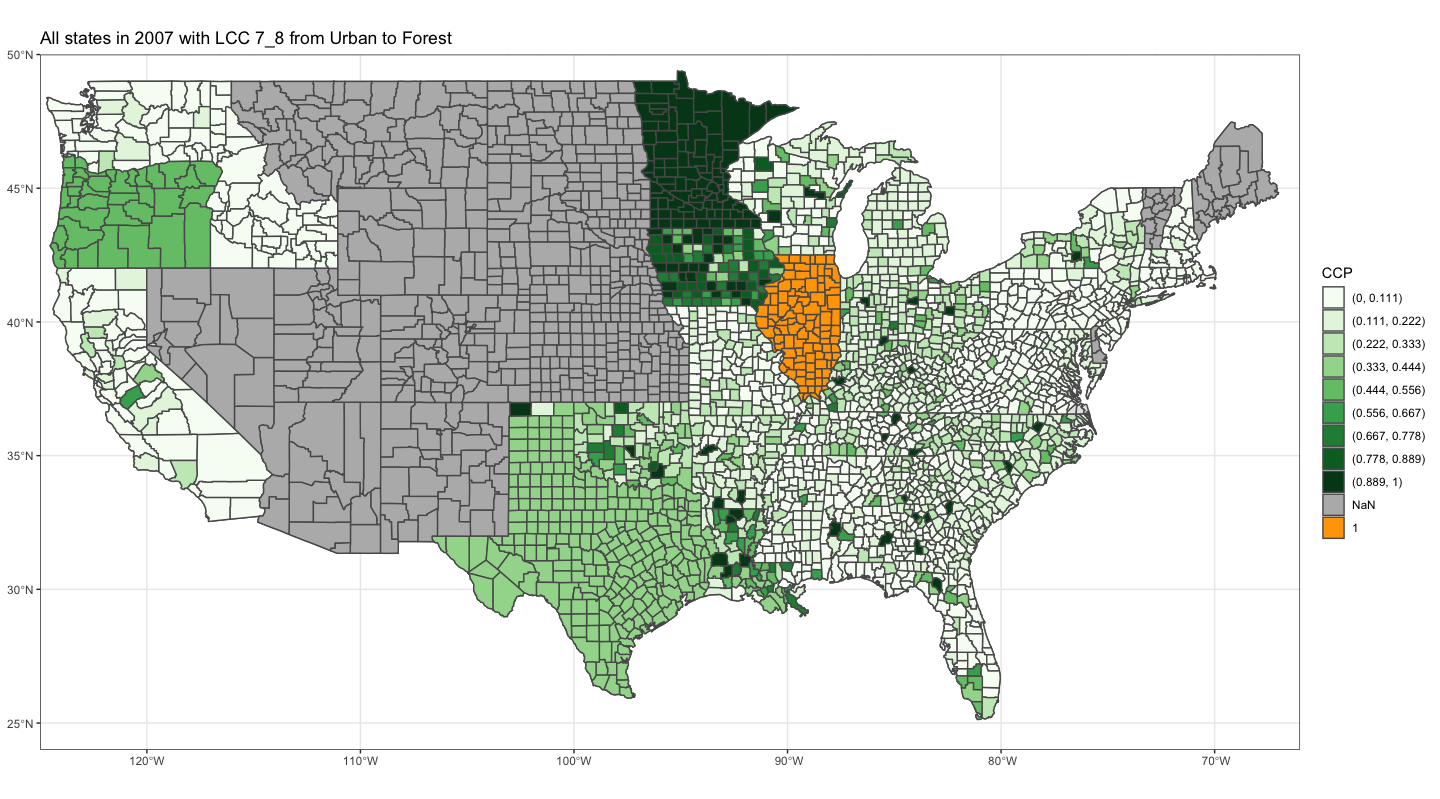 All states in 2007 with LCC 7_8 from Urban to Forest
50°N
45°N
40°N
35°N
30°N
25°N
120°W
110°W
100°W
90°W
80°W
70°W
CCP
(0, 0.111)
(0.111, 0.222)
(0.222, 0.333)
(0.333, 0.444)
(0.444, 0.556)
(0.556, 0.667)
(0.667, 0.778)
(0.778, 0.889)
(0.889, 1)
NaN
1